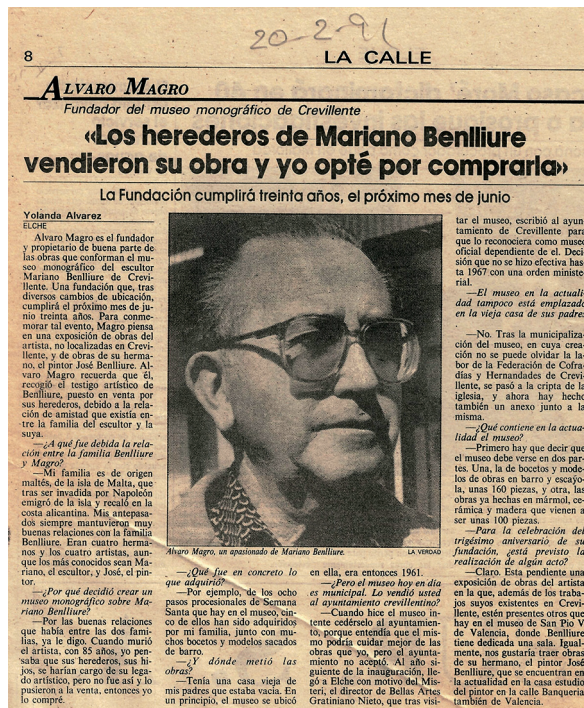 20-2-91
8
LA CALLE
ALVARO MAGRO
Fundador del museo monográfico de Crevillente
«Los herederos de Mariano Benlliure
vendieron su obra y yo opté por comprarla»
La Fundación cumplirá treinta años, el próximo mes de junio
Yolanda Alvarez
ELCHE
Alvaro Magro es el fundador
y propietario de buena parte de
las obras que conforman el mu-
seo monográfico del escultor
Mariano Benlliure de Crevi-
llente. Una fundación que, tras
diversos cambios de ubicación,
cumplirá el próximo mes de ju-
nio treinta años. Para conme-
morar tal evento, Magro piensa
en una exposición de obras del
artista, no localizadas en Crevi-
llente, y de obras de su herma-
no, el pintor José Benlliure. Al-
varo Magro recuerda que él,
recogió el testigo artístico de
Benlliure, puesto en venta por
sus herederos, debido a la rela-
ción de amistad que existía en-
tre la familia del escultor y la
suya.
—¿A qué fue debida la rela-
ción entre la familia Benlliure
y Magro?
—Mi familia es de origen
maltés, de la isla de Malta, que
tras ser invadida por Napoleón
emigró de la isla y recaló en la
costa alicantina. Mis antepasa-
dos siempre mantuvieron muy
buenas relaciones con la familia
Benlliure. Eran cuatro herma-
nos y los cuatro artistas, aun-
que los más conocidos sean Ma-
riano, el escultor, y José, el pin-
tor.
—¿Por qué decidió crear un
museo monográfico sobre Ma-
riano Benlliure?
—Por las buenas relaciones
que había entre las dos fami-
lias, ya le digo. Cuando murió
el artista, con 85 años, yo pen-
saba que sus herederos, sus hi-
jos, se harían cargo de su lega-
do artístico, pero no fue así y lo
pusieron a la venta, entonces yo
lo compré.
Alvaro Magro, un apasionado de Mariano Benlliure.
LA VERDAD
—¿Qué fue en concreto lo
que adquirió?
—Por ejemplo, de los ocho
pasos procesionales de Semana
Santa que hay en el museo, cin-
co de ellos han sido adquiridos
por mi familia, junto con mu-
chos bocetos y modelos sacados
de barro.
—¿Y dónde metió las
obras?
—Tenía una casa vieja de
mis padres que estaba vacía. En
un principio, el museo se ubicó
en ella, era entonces 1961.
—¿Pero el museo hoy en día
es municipal. Lo vendió usted
al ayuntamiento crevillentino?
—Cuando hice el museo in-
tente cedérselo al ayuntamien-
to, porque entendía que el mis-
mo podría cuidar mejor de las
obras que yo, pero el ayunta-
miento no aceptó. Al año si-
guiente de la inauguración, lle-
gó a Elche con motivo del Mis-
teri, el director de Bellas Artes
Gratiniano Nieto, que tras visi-
tar el museo, escribió al ayun-
tamiento de Crevillente para
que lo reconociera como museo
oficial dependiente de el. Deci-
sión que no se hizo efectiva has-
ta 1967 con una orden ministe-
rial.
—El museo en la actuali-
dad tampoco está emplazado
en la vieja casa de sus padres.
—No. Tras la municipaliza-
ción del museo, en cuya crea-
ción no se puede olvidar la la-
bor de la Federación de Cofra-
días y Hernandades de Crevi-
llente, se pasó a la cripta de la
iglesia, y ahora hay hecho
también un anexo junto a la
misma.
—¿Qué contiene en la actua-
lidad el museo?
—Primero hay que decir que
el museo debe verse en dos par-
tes. Una, la de bocetos y mode-
los de obras en barro y escayo-
la, unas 160 piezas, y otra, las
obras ya hechas en mármol, ce-
rámica y madera que vienen a
ser unas 100 piezas.
—Para la celebración del
trigésimo aniversario de su
fundación, ¿está previsto la
realización de algún acto?
—Claro. Esta pendiente una
exposición de obras del artista
en la que, además de los traba-
jos suyos existentes en Crevi-
llente, estén presentes otros que
hay en el museo de San Pio V
de Valencia, donde Benlliure
tiene dedicada una sala. Igual-
mente, nos gustaría traer obras
de su hermano, el pintor José
Benlliure, que se encuentran en
la actualidad en la casa estudio
del pintor en la calle Banquería
también de Valencia.